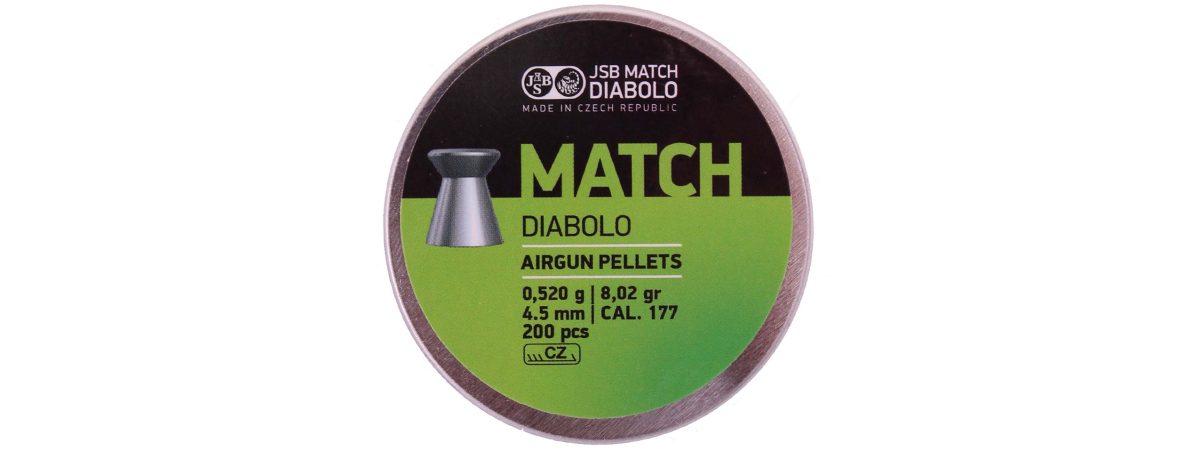 JSB
JSB MATCH
DIABOLO
MADE IN CZECH REPUBLIC
MATCH
DIABOLO
AIRGUN PELLETS
0,520 g | 8,02 gr
4.5 mm | CAL. 177
200 pcs
CZ